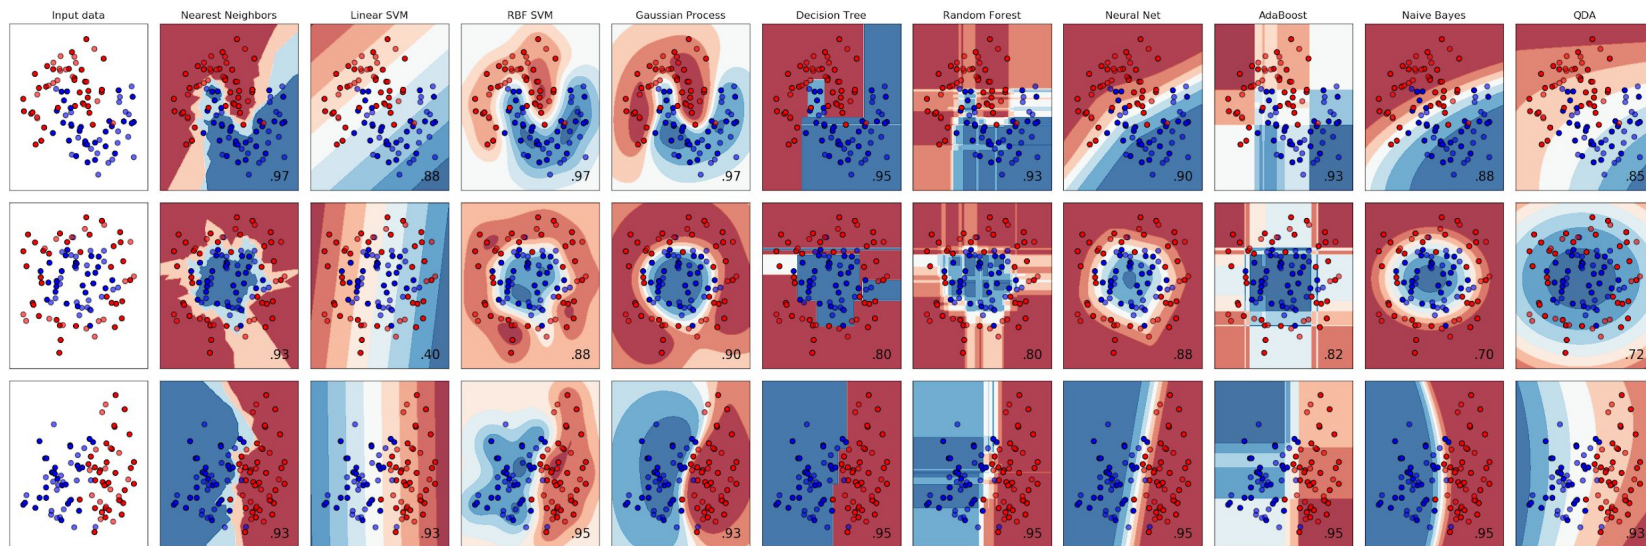 Input data Nearest Neighbors Linear SVM RBF SVM Gaussian Process Decision Tree Random Forest Neural Net AdaBoost Naive Bayes QDA
.97 .88 .97 .97 .95 .93 .90 .93 .88 .85
.93 .40 .88 .90 .80 .80 .88 .82 .70 .72
.93 .93 .95 .93 .95 .95 .95 .95 .95 .93